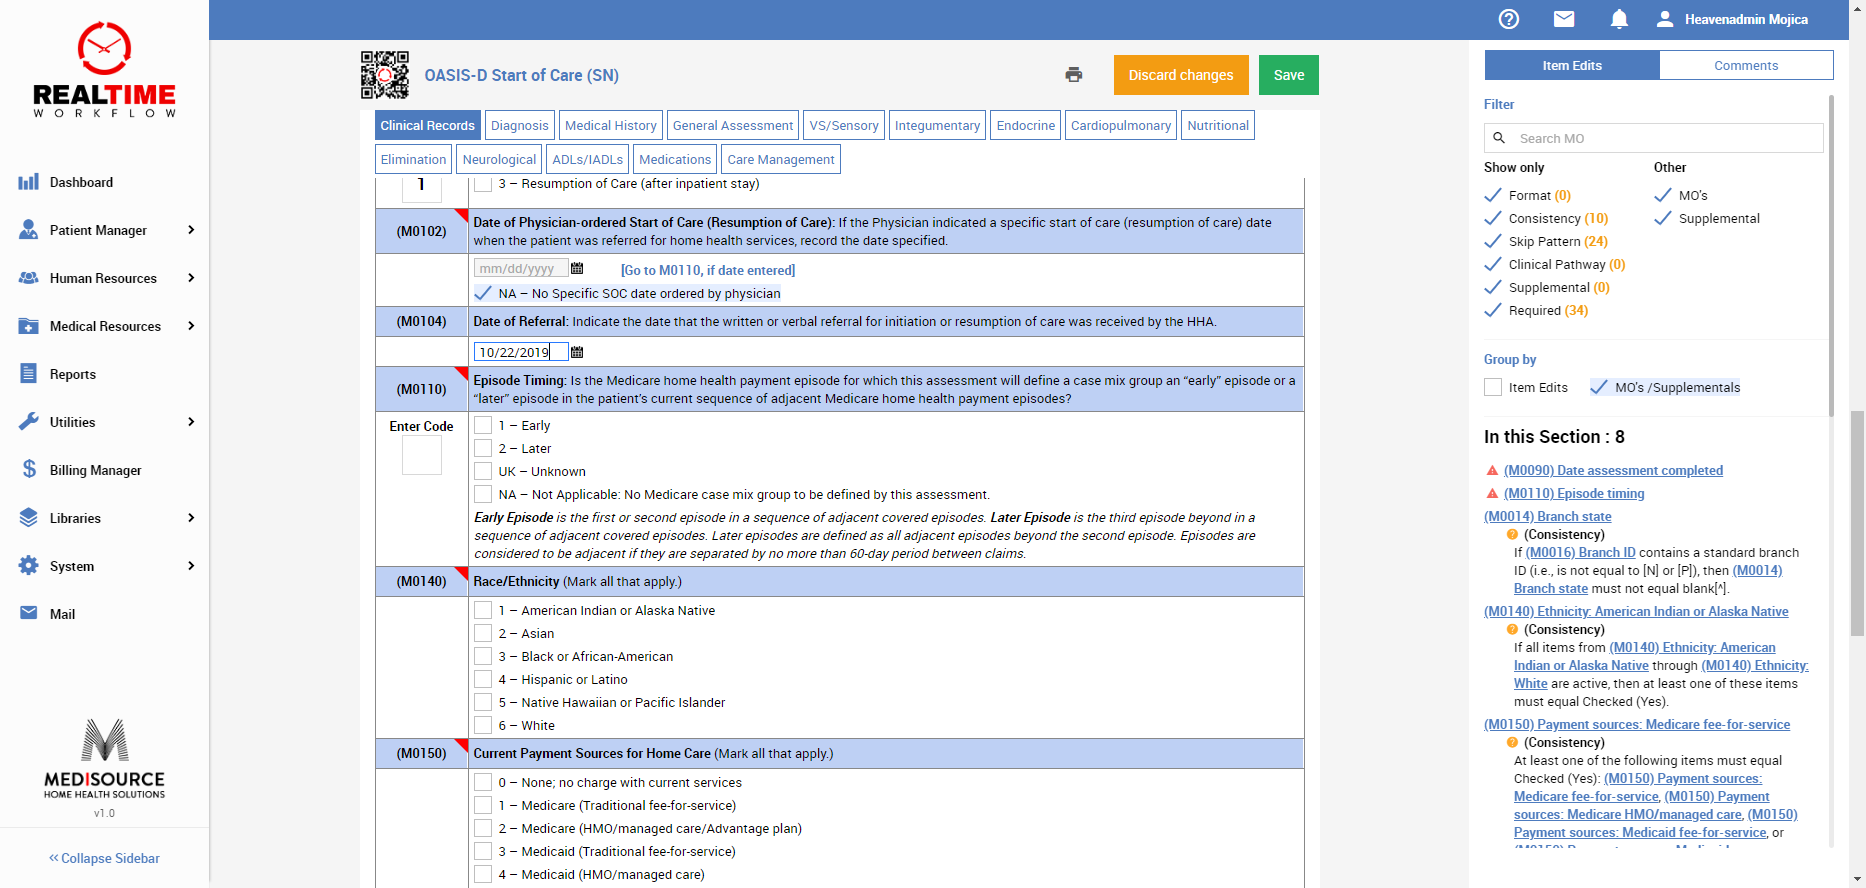 REALTIME
WORKFLOW
Dashboard
Patient Manager
Human Resources
Medical Resources
Reports
Utilities
Billing Manager
Libraries
System
Mail
MEDISOURCE
HOME HEALTH SOLUTIONS
v1.0
Collapse Sidebar
Heavenadmin Mojica
OASIS-D Start of Care (SN)
Discard changes
Save
Clinical Records
Diagnosis
Medical History
General Assessment
VS/Sensory
Integumentary
Endocrine
Cardiopulmonary
Nutritional
Elimination
Neurological
ADLs/IADLs
Medications
Care Management
1
3 – Resumption of Care (after inpatient stay)
(M0102)
Date of Physician-ordered Start of Care (Resumption of Care): If the Physician indicated a specific start of care (resumption of care) date
when the patient was referred for home health services, record the date specified.
mm/dd/yyyy
[Go to M0110, if date entered]
NA – No Specific SOC date ordered by physician
(M0104)
Date of Referral: Indicate the date that the written or verbal referral for initiation or resumption of care was received by the HHA.
10/22/2019
(M0110)
Episode Timing: Is the Medicare home health payment episode for which this assessment will define a case mix group an “early” episode or a
“later” episode in the patient’s current sequence of adjacent Medicare home health payment episodes?
Enter Code
1 – Early
2 – Later
UK – Unknown
NA – Not Applicable: No Medicare case mix group to be defined by this assessment.
Early Episode is the first or second episode in a sequence of adjacent covered episodes. Later Episode is the third episode beyond in a
sequence of adjacent covered episodes. Later episodes are defined as all adjacent episodes beyond the second episode. Episodes are
considered to be adjacent if they are separated by no more than 60-day period between claims.
(M0140)
Race/Ethnicity (Mark all that apply.)
1 – American Indian or Alaska Native
2 – Asian
3 – Black or African-American
4 – Hispanic or Latino
5 – Native Hawaiian or Pacific Islander
6 – White
(M0150)
Current Payment Sources for Home Care (Mark all that apply.)
0 – None; no charge with current services
1 – Medicare (Traditional fee-for-service)
2 – Medicare (HMO/managed care/Advantage plan)
3 – Medicaid (Traditional fee-for-service)
4 – Medicaid (HMO/managed care)
Item Edits
Comments
Filter
Search MO
Show only
Other
Format (0)
MO's
Consistency (10)
Supplemental
Skip Pattern (24)
Clinical Pathway (0)
Supplemental (0)
Required (34)
Group by
Item Edits
MO's /Supplementals
In this Section : 8
(M0090) Date assessment completed
(M0110) Episode timing
(M0014) Branch state
(Consistency)
If (M0016) Branch ID contains a standard branch
ID (i.e., is not equal to [N] or [P]), then (M0014)
Branch state must not equal blank[^].
(M0140) Ethnicity: American Indian or Alaska Native
(Consistency)
If all items from (M0140) Ethnicity: American
Indian or Alaska Native through (M0140) Ethnicity:
White are active, then at least one of these items
must equal Checked (Yes).
(M0150) Payment sources: Medicare fee-for-service
(Consistency)
At least one of the following items must equal
Checked (Yes): (M0150) Payment sources:
Medicare fee-for-service, (M0150) Payment
sources: Medicare HMO/managed care, (M0150)
Payment sources: Medicaid fee-for-service, or